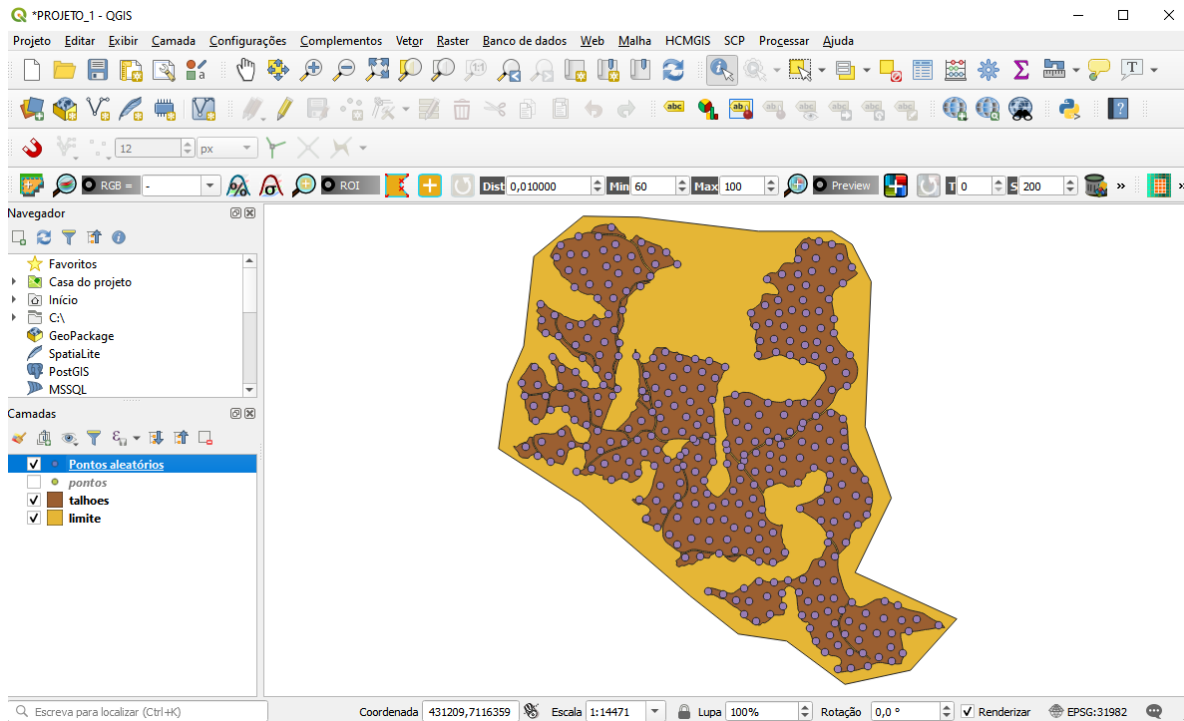 *PROJETO_1 - QGIS
Projeto Editar Exibir Camada Configurações Complementos Vetor Raster Banco de dados Web Malha HCMGIS SCP Processar Ajuda
abc
12 px
RGB = - ROI Dist 0,010000 Min 60 Max 100 Preview T 0 S 200 »
Navegador
Favoritos
Casa do projeto
Início
C:\
GeoPackage
SpatiaLite
PostGIS
MSSQL
Camadas
Pontos aleatórios
pontos
talhoes
limite
Escreva para localizar (Ctrl+K) Coordenada 431209,7116359 Escala 1:14471 Lupa 100% Rotação 0,0 ° Renderizar EPSG:31982